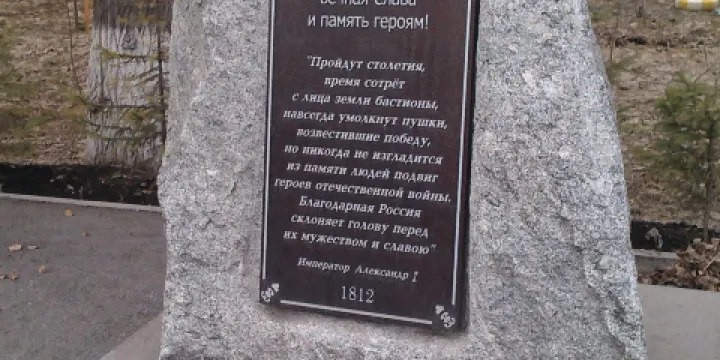 вечная слава
и память героям!
"Пройдут столетия,
время сотрёт
с лица земли бастионы,
навсегда умолкнут пушки,
возвестившие победу,
но никогда не изгладится
из памяти людей подвиг
героев отечественной войны.
Благодарная Россия
склоняет голову перед
их мужеством и славою"
Император Александр I
1812